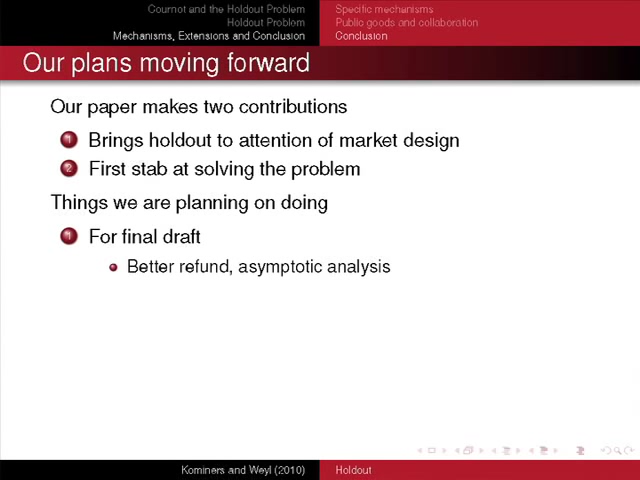 Cournot and the Holdout Problem
Holdout Problem
Mechanisms, Extensions and Conclusion
Specific mechanisms
Public goods and collaboration
Conclusion
Our plans moving forward
Our paper makes two contributions
1 Brings holdout to attention of market design
2 First stab at solving the problem
Things we are planning on doing
1 For final draft
Better refund, asymptotic analysis
Kominers and Weyl (2010)
Holdout